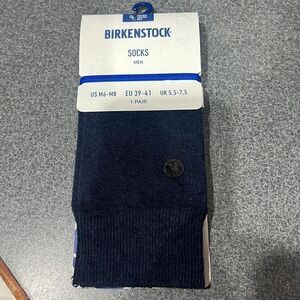 BIRKENSTOCK
SOCKS
MEN
US M6-M8 EU 39-41 UK 5.5-7.5
1 PAIR